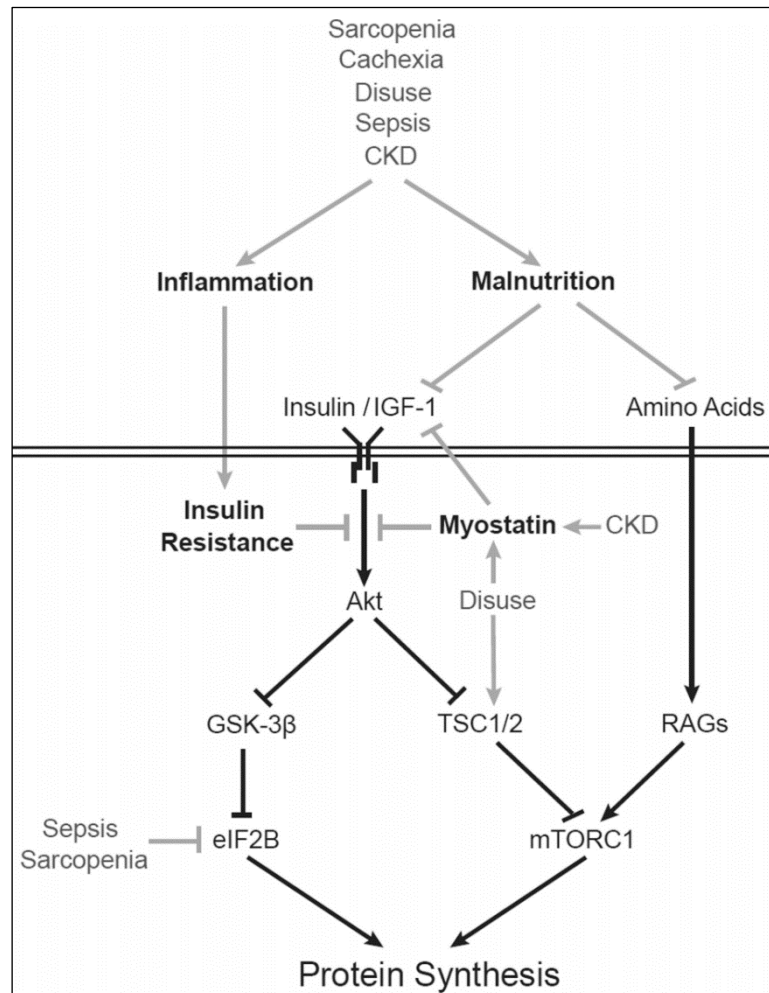 Sarcopenia
Cachexia
Disuse
Sepsis
CKD
Inflammation
Malnutrition
Insulin / IGF-1
Amino Acids
Insulin
Resistance
Myostatin
CKD
Akt
Disuse
GSK-3β
TSC1/2
RAGs
Sepsis
Sarcopenia
eIF2B
mTORC1
Protein Synthesis